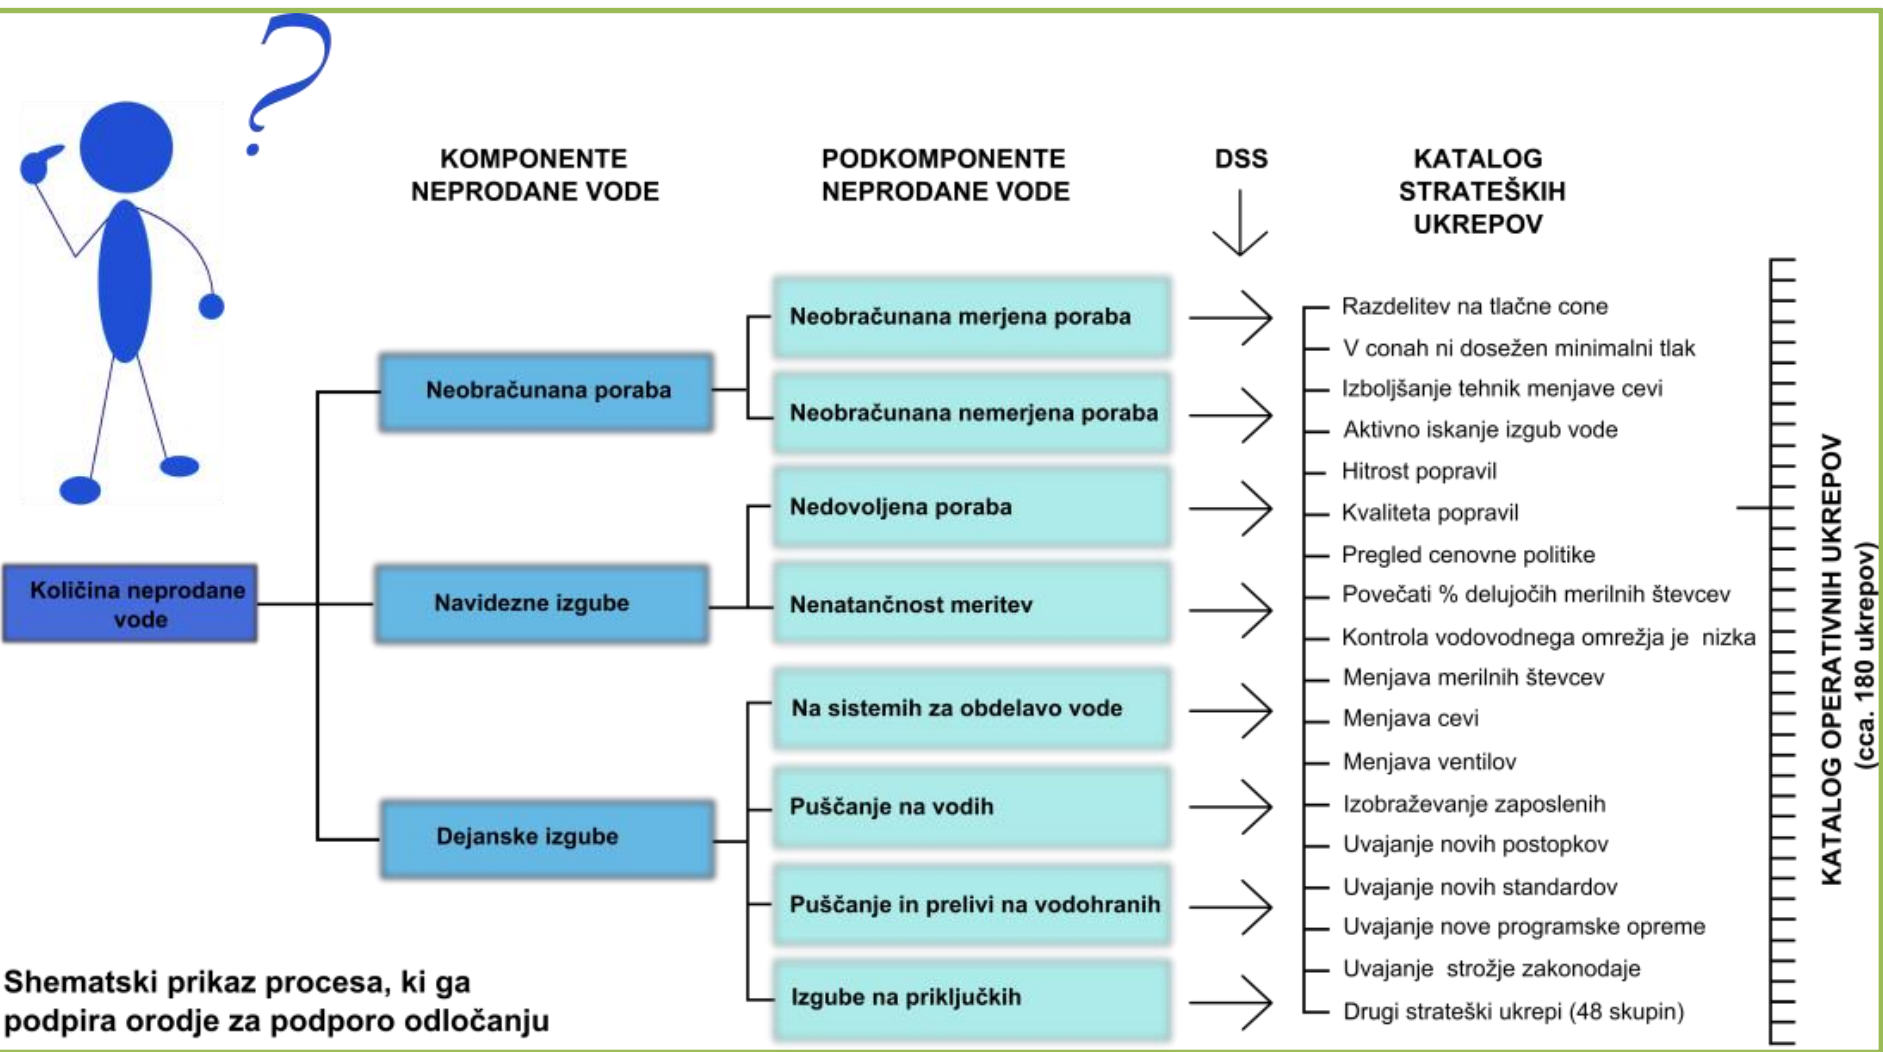 ?
KOMPONENTE
NEPRODANE VODE
PODKOMPONENTE
NEPRODANE VODE
DSS
KATALOG
STRATEŠKIH
UKREPOV
Količina neprodane
vode
Neobračunana poraba
Navidezne izgube
Dejanske izgube
Neobračunana merjena poraba
Neobračunana nemerjena poraba
Nedovoljena poraba
Nenatančnost meritev
Na sistemih za obdelavo vode
Puščanje na vodih
Puščanje in prelivi na vodohranih
Izgube na priključkih
Razdelitev na tlačne cone
V conah ni dosežen minimalni tlak
Izboljšanje tehnik menjave cevi
Aktivno iskanje izgub vode
Hitrost popravil
Kvaliteta popravil
Pregled cenovne politike
Povečati % delujočih merilnih števcev
Kontrola vodovodnega omrežja je  nizka
Menjava merilnih števcev
Menjava cevi
Menjava ventilov
Izobraževanje zaposlenih
Uvajanje novih postopkov
Uvajanje novih standardov
Uvajanje nove programske opreme
Uvajanje  strožje zakonodaje
Drugi strateški ukrepi (48 skupin)
KATALOG OPERATIVNIH UKREPOV
(cca. 180 ukrepov)
Shematski prikaz procesa, ki ga
podpira orodje za podporo odločanju